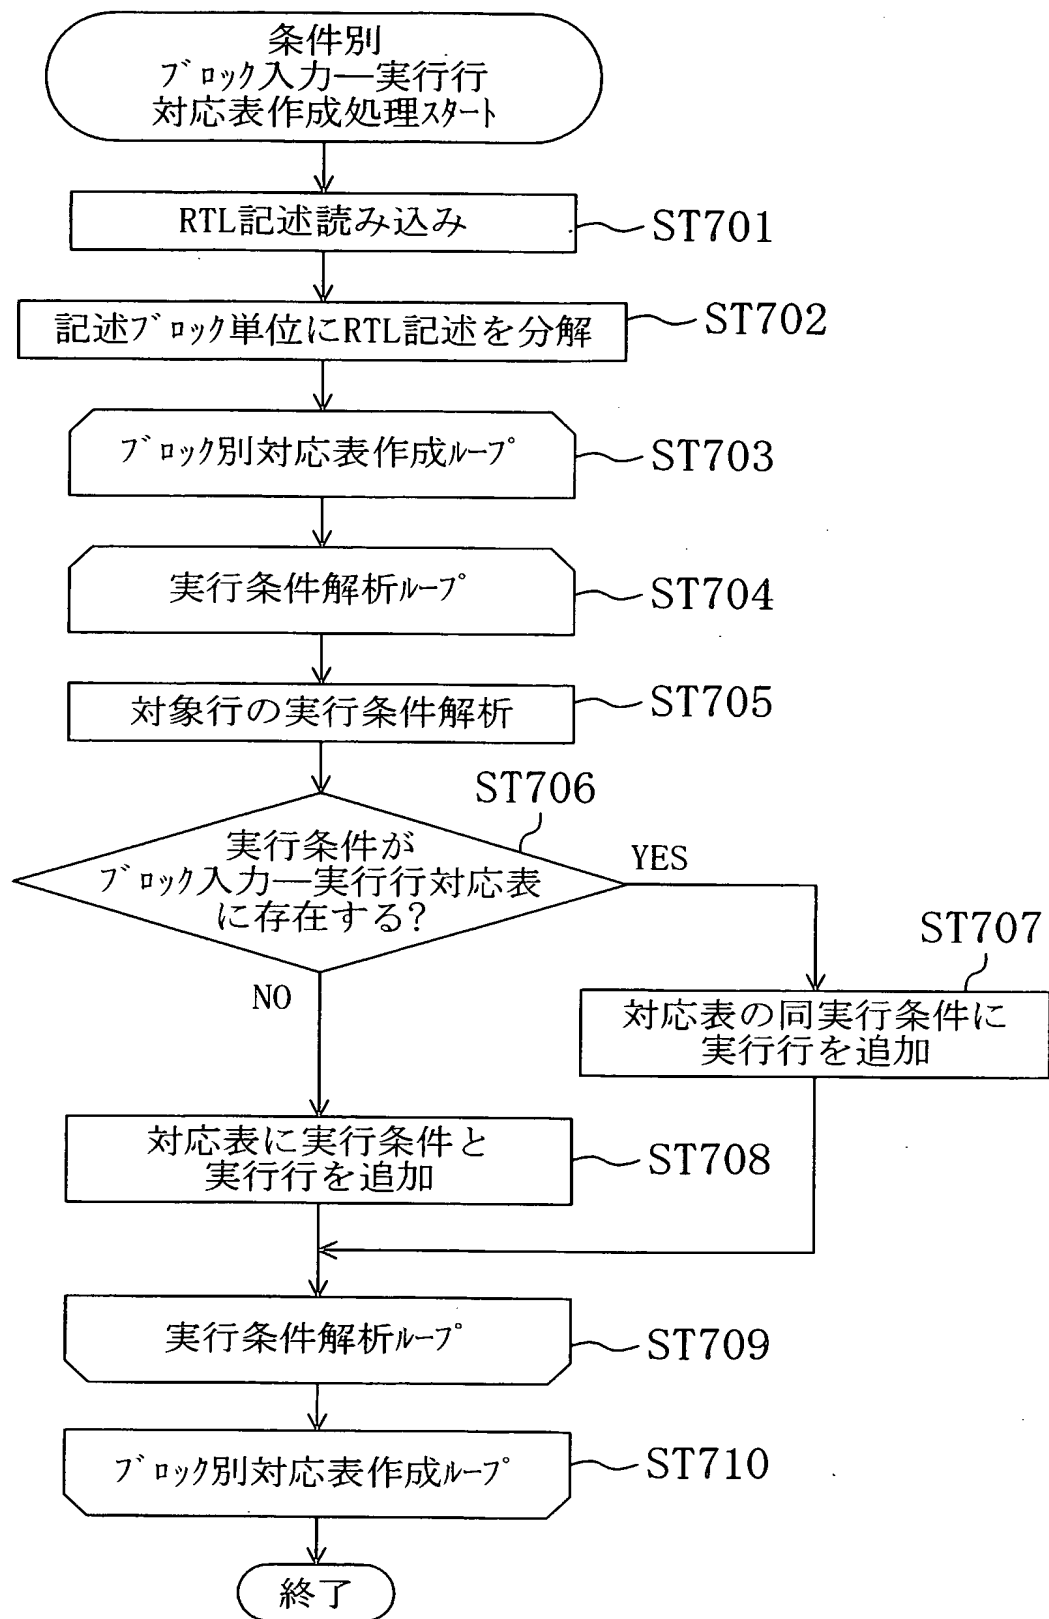 条件別
ブロック入力―実行行
対応表作成処理スタート
RTL記述読み込み
ST701
記述ブロック単位にRTL記述を分解
ST702
ブロック別対応表作成ループ
ST703
実行条件解析ループ
ST704
対象行の実行条件解析
ST705
ST706
実行条件が
ブロック入力―実行行対応表
に存在する?
YES
NO
ST707
対応表の同実行条件に
実行行を追加
対応表に実行条件と
実行行を追加
ST708
実行条件解析ループ
ST709
ブロック別対応表作成ループ
ST710
終了